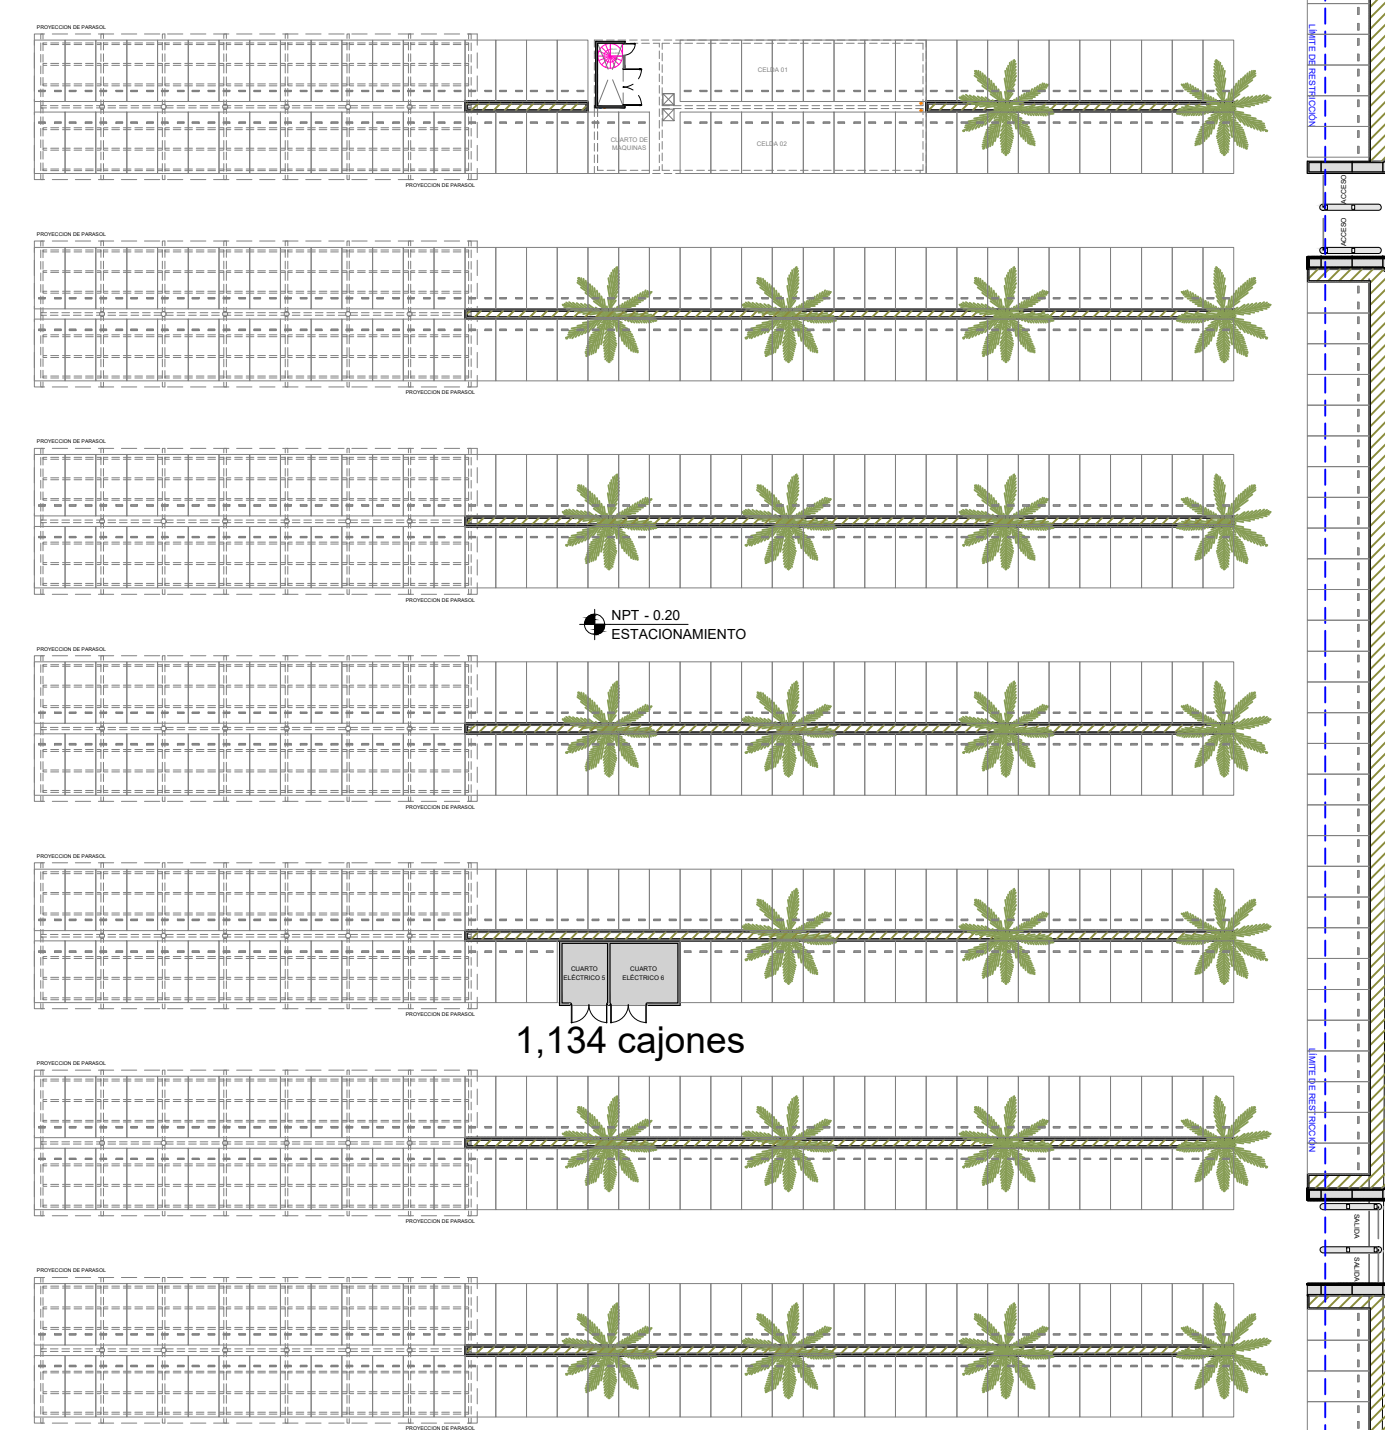 PROYECCION DE PARASOL
LÍMITE DE RESTRICCIÓN
CELDA 01
CUARTO DE
MAQUINAS
CELDA 02
PROYECCION DE PARASOL
ACCESO
ACCESO
PROYECCION DE PARASOL
PROYECCION DE PARASOL
PROYECCION DE PARASOL
PROYECCION DE PARASOL
NPT - 0.20
ESTACIONAMIENTO
PROYECCION DE PARASOL
PROYECCION DE PARASOL
PROYECCION DE PARASOL
CUARTO
ELÉCTRICO 5
CUARTO
ELÉCTRICO 6
PROYECCION DE PARASOL
1,134 cajones
LÍMITE DE RESTRICCIÓN
PROYECCION DE PARASOL
PROYECCION DE PARASOL
SALIDA
SALIDA
PROYECCION DE PARASOL
PROYECCION DE PARASOL